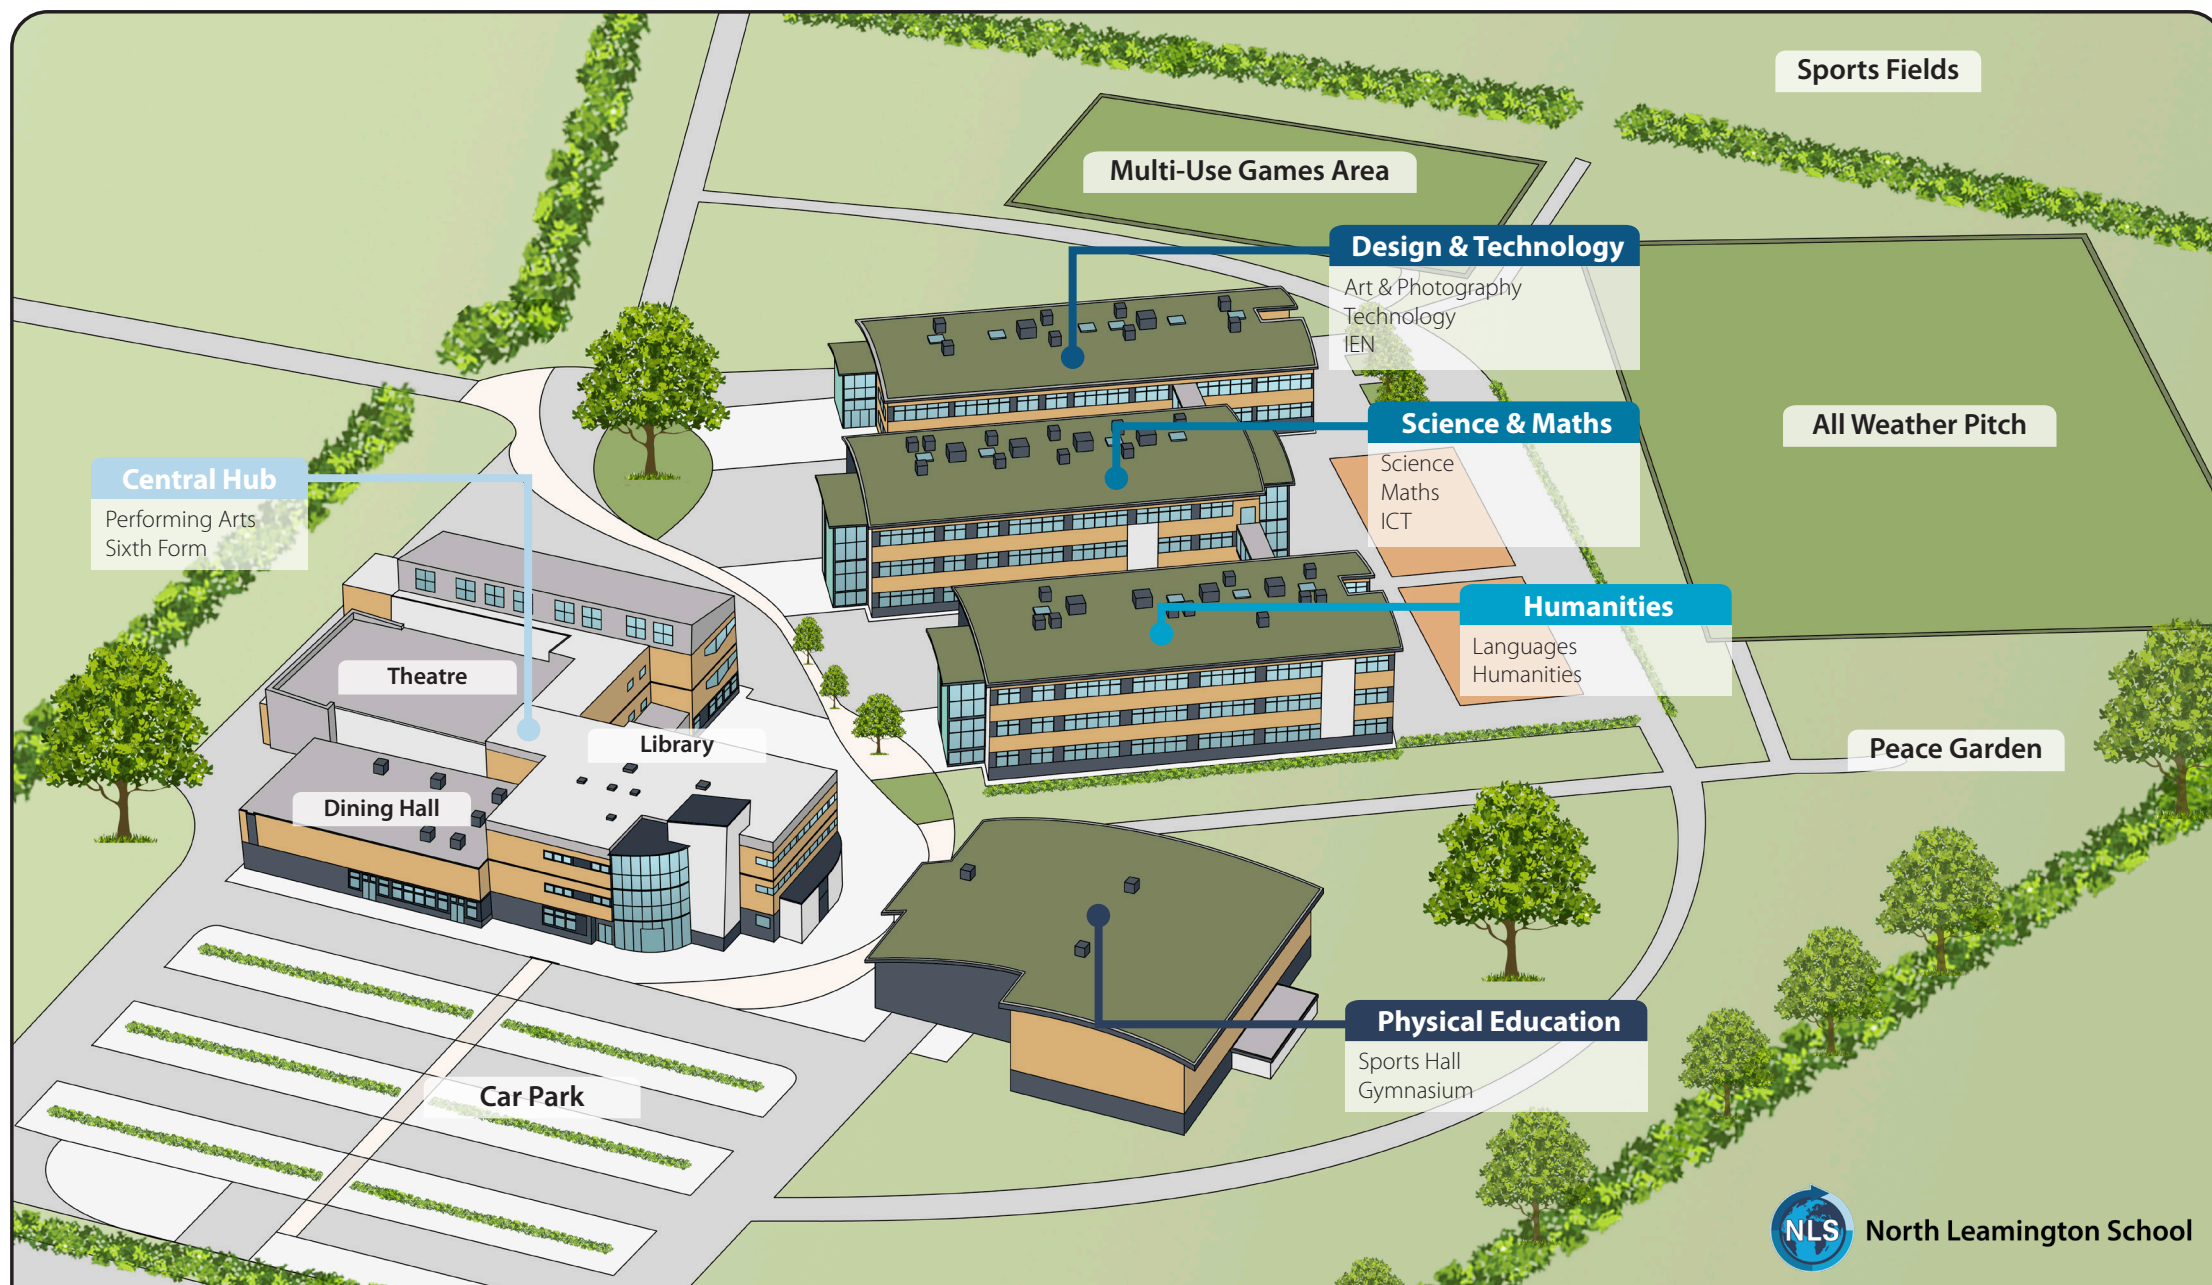 Sports Fields
Multi-Use Games Area
Design & Technology
Art & Photography
Technology
IEN
All Weather Pitch
Science & Maths
Science
Maths
ICT
Central Hub
Performing Arts
Sixth Form
Humanities
Languages
Humanities
Theatre
Library
Peace Garden
Dining Hall
Physical Education
Sports Hall
Gymnasium
Car Park
NLS North Leamington School